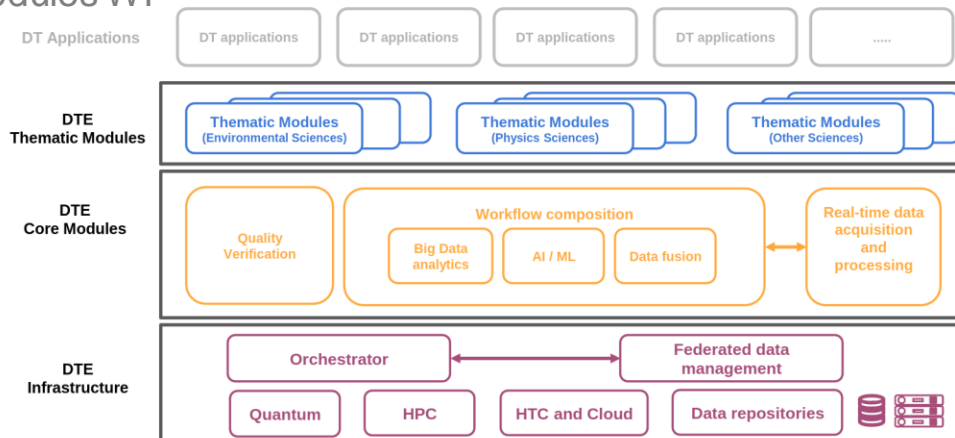 DT Applications
DT applications
DT applications
DT applications
DT applications
.....
DTE
Thematic Modules
Thematic Modules
(Environmental Sciences)
Thematic Modules
(Physics Sciences)
Thematic Modules
(Other Sciences)
DTE
Core Modules
Quality
Verification
Workflow composition
Big Data
analytics
AI / ML
Data fusion
Real-time data
acquisition
and
processing
DTE
Infrastructure
Orchestrator
Federated data
management
Quantum
HPC
HTC and Cloud
Data repositories